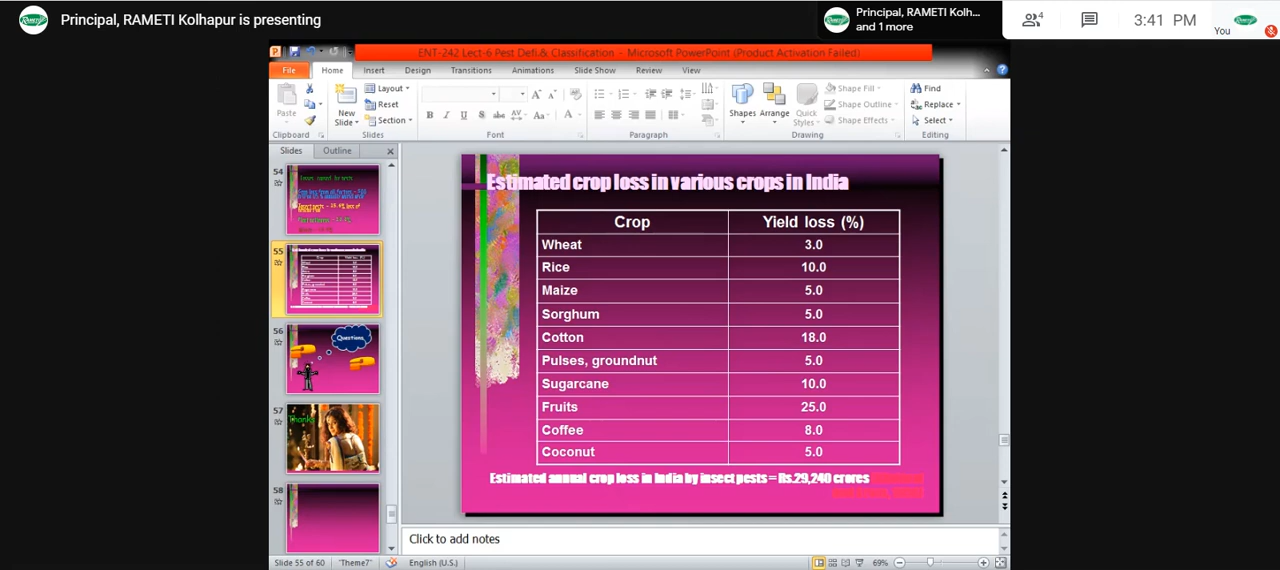 Principal, RAMETI Kolhapur is presenting
Principal, RAMETI Kolh...
and 1 more
4
3:41 PM
You
ENT-242 Lect-6 Pest Defi.& Classification - Microsoft PowerPoint (Product Activation Failed)
File Home Insert Design Transitions Animations Slide Show Review View
Paste
Clipboard
New
Slide
Layout
Reset
Section
Slides
Font
Paragraph
Shapes
Arrange
Quick
Styles
Shape Fill
Shape Outline
Shape Effects
Drawing
Find
Replace
Select
Editing
Slides Outline
54
55
56
Questions
57
Thanks
58
Estimated crop loss in various crops in India
Crop Yield loss (%)
Wheat 3.0
Rice 10.0
Maize 5.0
Sorghum 5.0
Cotton 18.0
Pulses, groundnut 5.0
Sugarcane 10.0
Fruits 25.0
Coffee 8.0
Coconut 5.0
Estimated annual crop loss in India by insect pests = Rs.29,240 crores
Click to add notes
Slide 55 of 60 "Theme7" English (U.S.) 69%